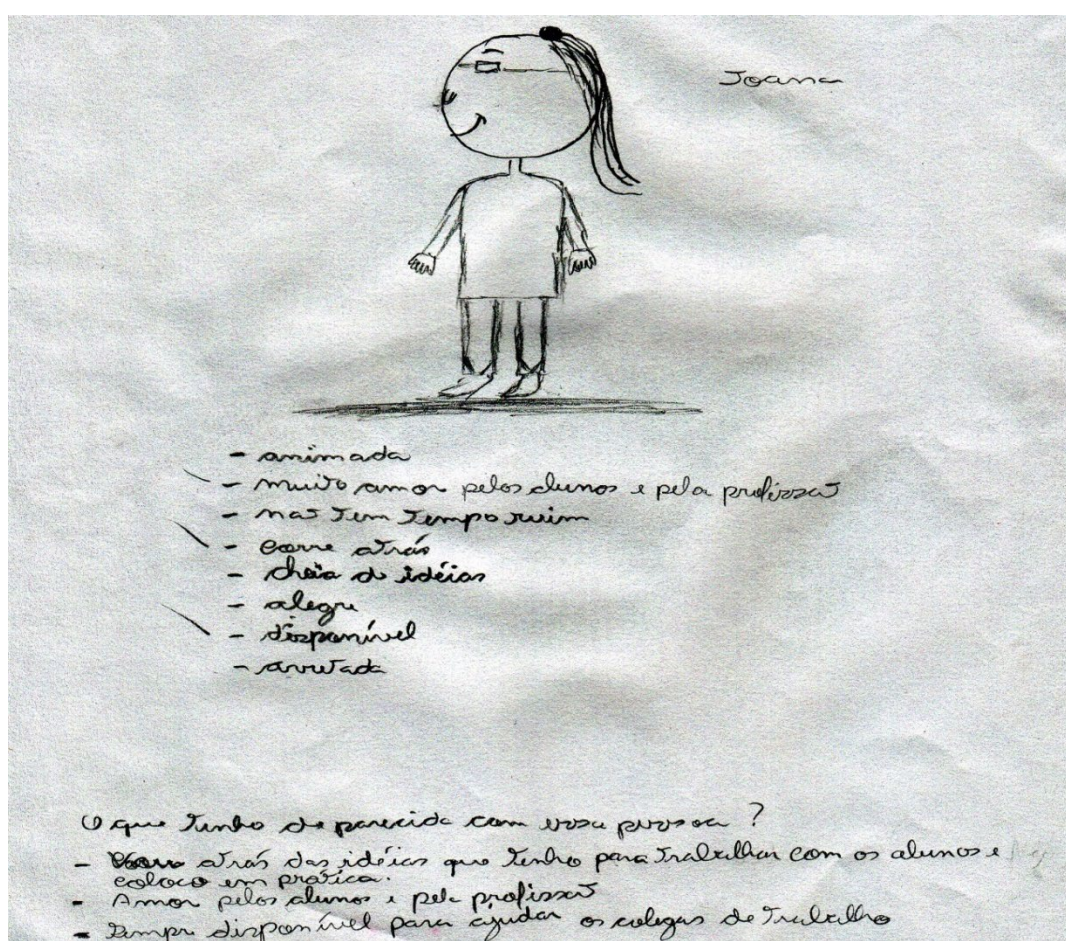 Joana
- animada
- muito amor pelos alunos e pela profissão
- não tem tempo ruim
- corre atrás
- cheia de idéias
- alegre
- disponível
- arretada
O que tenho de parecida com essa pessoa ?
- Corro atrás das idéias que tenho para trabalhar com os alunos e
coloco em prática.
- Amor pelos alunos e pela profissão
- Sempre disponível para ajudar os colegas de trabalho